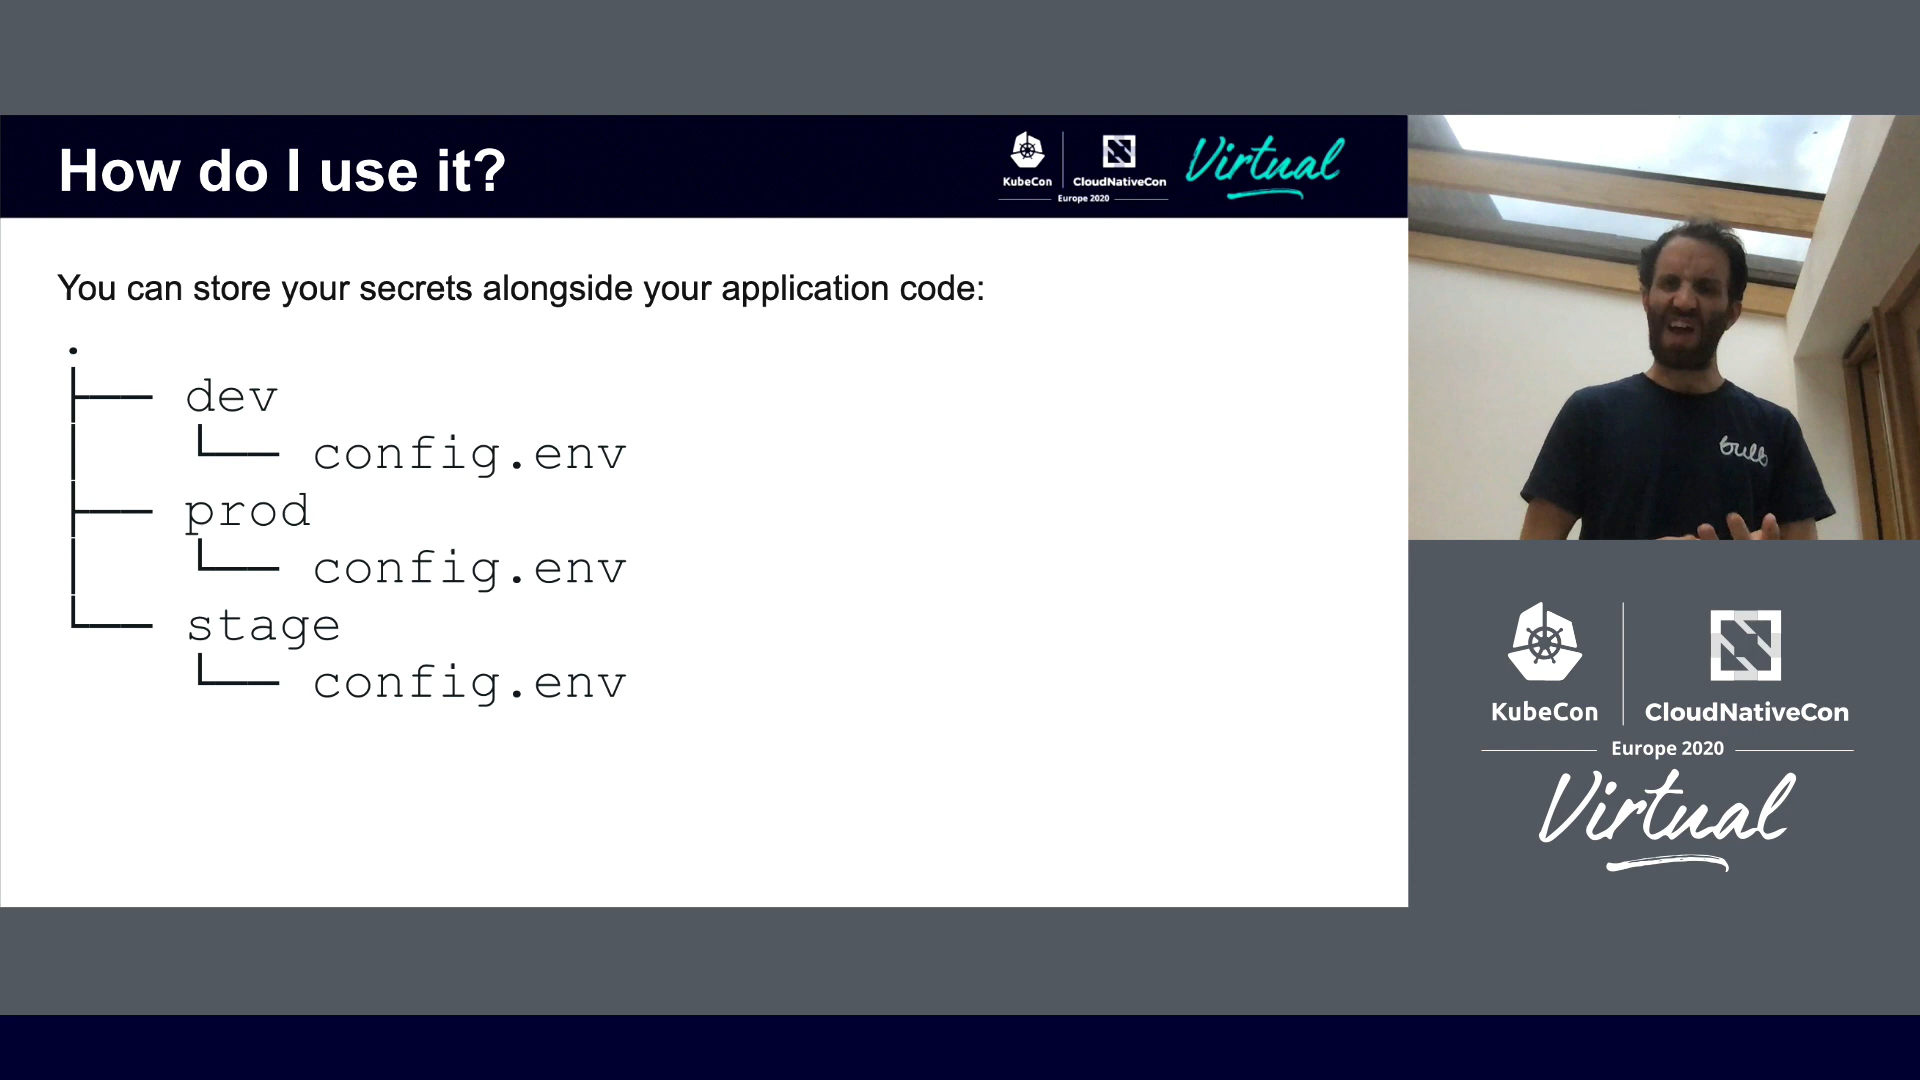 How do I use it?
KubeCon
CloudNativeCon
Europe 2020
Virtual
You can store your secrets alongside your application code:
.
├── dev
│   └── config.env
├── prod
│   └── config.env
└── stage
    └── config.env
bulb
KubeCon
CloudNativeCon
Europe 2020
Virtual